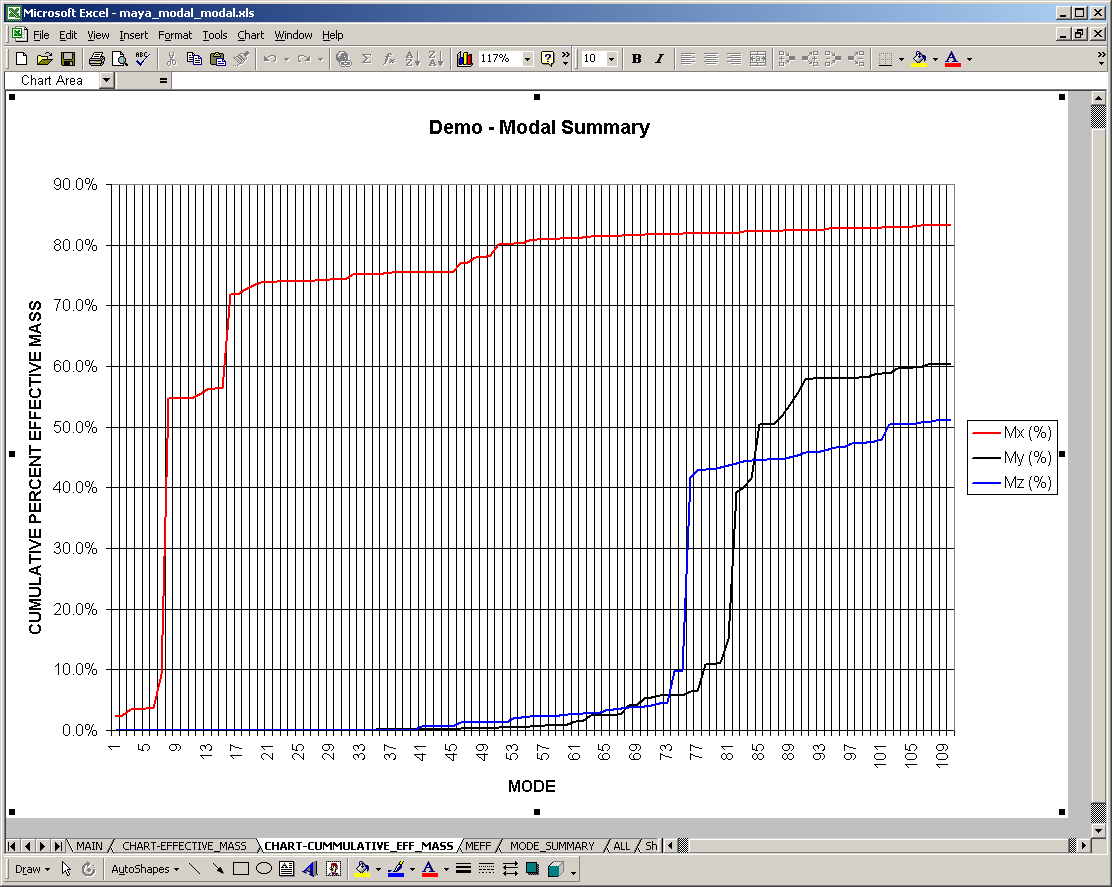 Microsoft Excel - maya_modal_modal.xls
File Edit View Insert Format Tools Chart Window Help
117% 10 B I
Chart Area =
Demo - Modal Summary
90.0%
80.0%
70.0%
60.0%
50.0%
40.0%
30.0%
20.0%
10.0%
0.0%
CUMULATIVE PERCENT EFFECTIVE MASS
Mx (%)
My (%)
Mz (%)
1 5 9 13 17 21 25 29 33 37 41 45 49 53 57 61 65 69 73 77 81 85 89 93 97 101 105 109
MODE
MAIN CHART-EFFECTIVE_MASS CHART-CUMMULATIVE_EFF_MASS MEFF MODE_SUMMARY ALL Sh
Draw AutoShapes